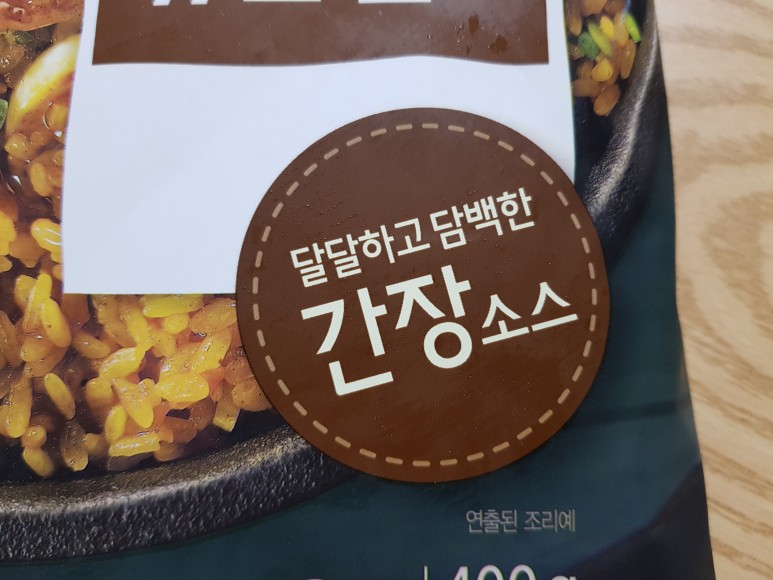 달달하고 담백한
간장소스
연출된 조리예